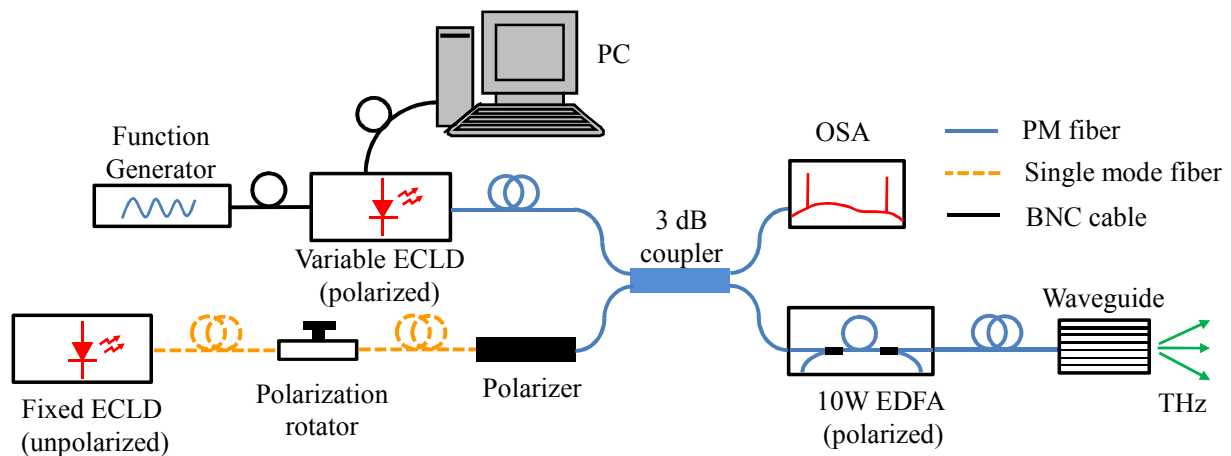 PC
Function
Generator
Variable ECLD
(polarized)
3 dB
coupler
OSA
PM fiber
Single mode fiber
BNC cable
Fixed ECLD
(unpolarized)
Polarization
rotator
Polarizer
10W EDFA
(polarized)
Waveguide
THz